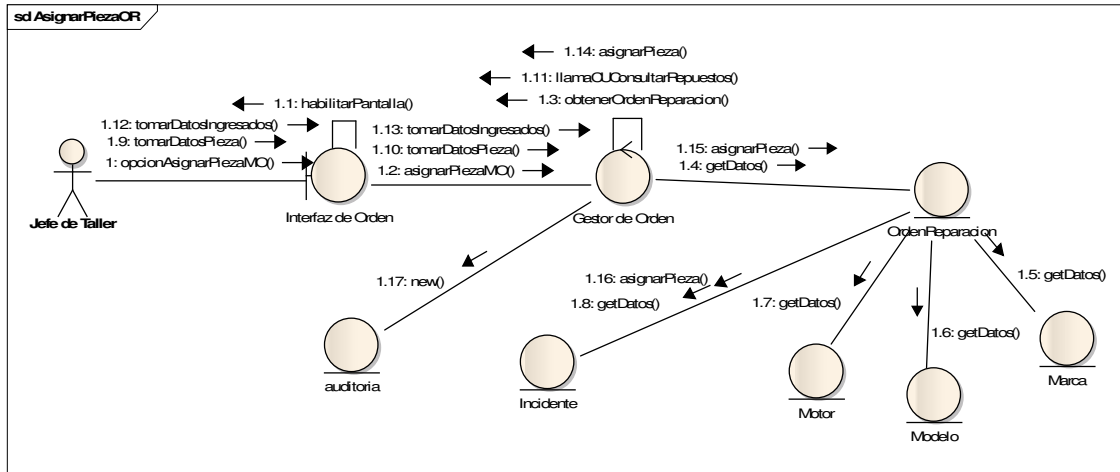 sd AsignarPiezaOR
1.14: asignarPieza()
1.11: llamaCUConsultarRepuestos()
1.3: obtenerOrdenReparacion()
1.1: habilitarPantalla()
1.12: tomarDatosIngresados()
1.9: tomarDatosPieza()
1: opcionAsignarPiezaMO()
1.13: tomarDatosIngresados()
1.10: tomarDatosPieza()
1.2: asignarPiezaMO()
1.15: asignarPieza()
1.4: getDatos()
Jefe de Taller
Interfaz de Orden
Gestor de Orden
OrdenReparacion
1.17: new()
1.16: asignarPieza()
1.8: getDatos()
1.7: getDatos()
1.6: getDatos()
1.5: getDatos()
auditoria
Incidente
Motor
Modelo
Marca